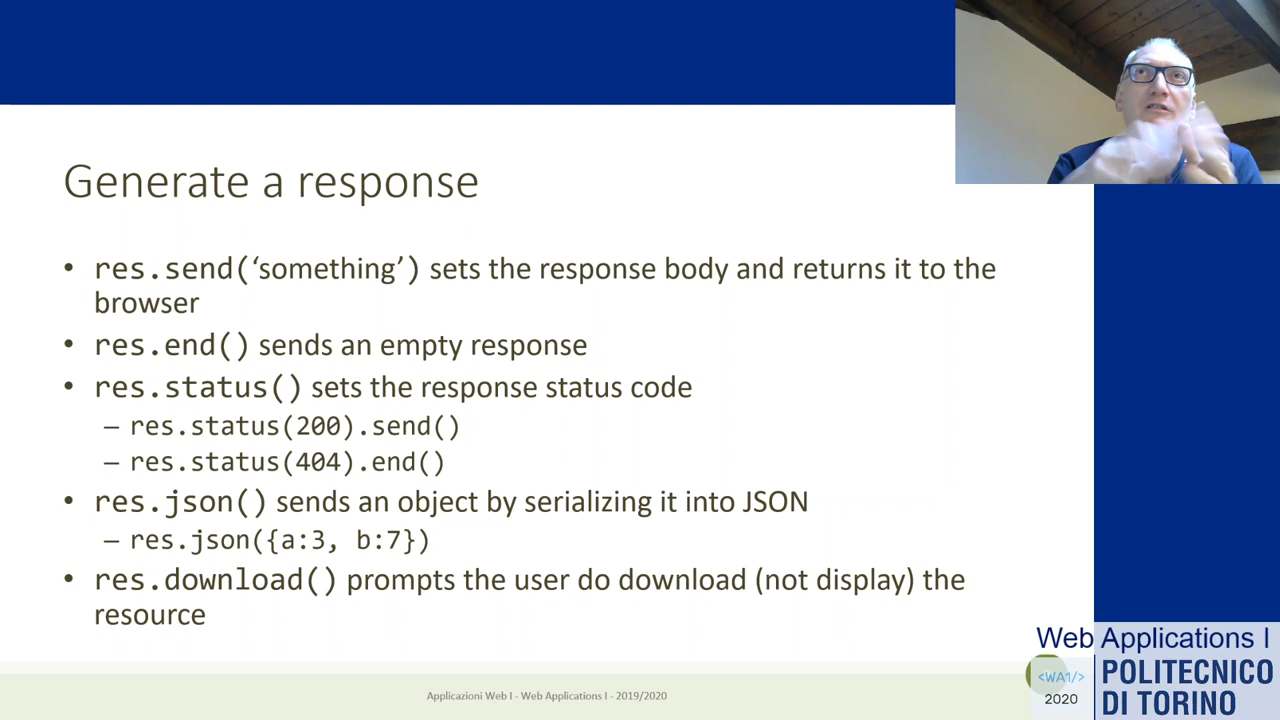 Generate a response
• res.send(‘something’) sets the response body and returns it to the
browser
• res.end() sends an empty response
• res.status() sets the response status code
– res.status(200).send()
– res.status(404).end()
• res.json() sends an object by serializing it into JSON
– res.json({a:3, b:7})
• res.download() prompts the user do download (not display) the
resource
Applicazioni Web I - Web Applications I - 2019/2020
Web Applications I
<WA1/>
2020
POLITECNICO
DI TORINO